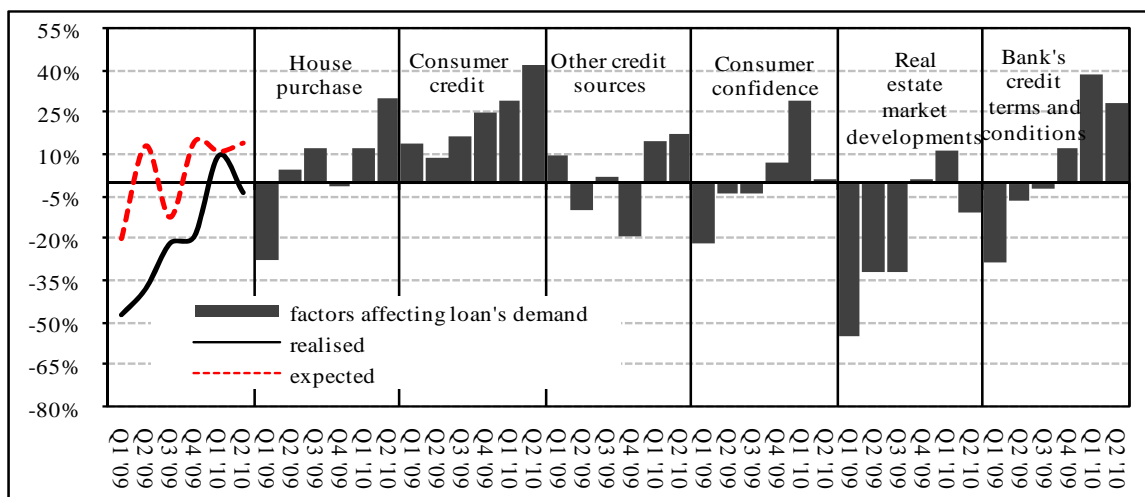 55%
40%
25%
10%
-5%
-20%
-35%
-50%
-65%
-80%
House
purchase
Consumer
credit
Other credit
sources
Consumer
confidence
Real
estate
market
developments
Bank's
credit
terms and
conditions
factors affecting loan's demand
realised
expected
Q1 '09
Q2 '09
Q3 '09
Q4 '09
Q1 '10
Q2 '10
Q1 '09
Q2 '09
Q3 '09
Q4 '09
Q1 '10
Q2 '10
Q1 '09
Q2 '09
Q3 '09
Q4 '09
Q1 '10
Q2 '10
Q1 '09
Q2 '09
Q3 '09
Q4 '09
Q1 '10
Q2 '10
Q1 '09
Q2 '09
Q3 '09
Q4 '09
Q1 '10
Q2 '10
Q1 '09
Q2 '09
Q3 '09
Q4 '09
Q1 '10
Q2 '10
Q1 '09
Q2 '09
Q3 '09
Q4 '09
Q1 '10
Q2 '10